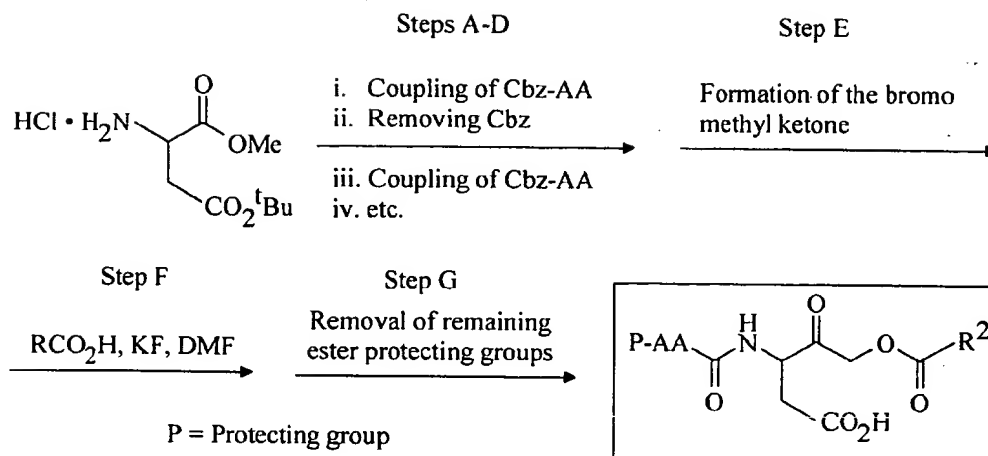 Steps A-D
Step E
HCl • H2N
O
OMe
CO2tBu
i. Coupling of Cbz-AA
ii. Removing Cbz
iii. Coupling of Cbz-AA
iv. etc.
Formation of the bromo
methyl ketone
Step F
RCO2H, KF, DMF
Step G
Removal of remaining
ester protecting groups
P-AA
O
H
N
O
O
O
R2
CO2H
P = Protecting group